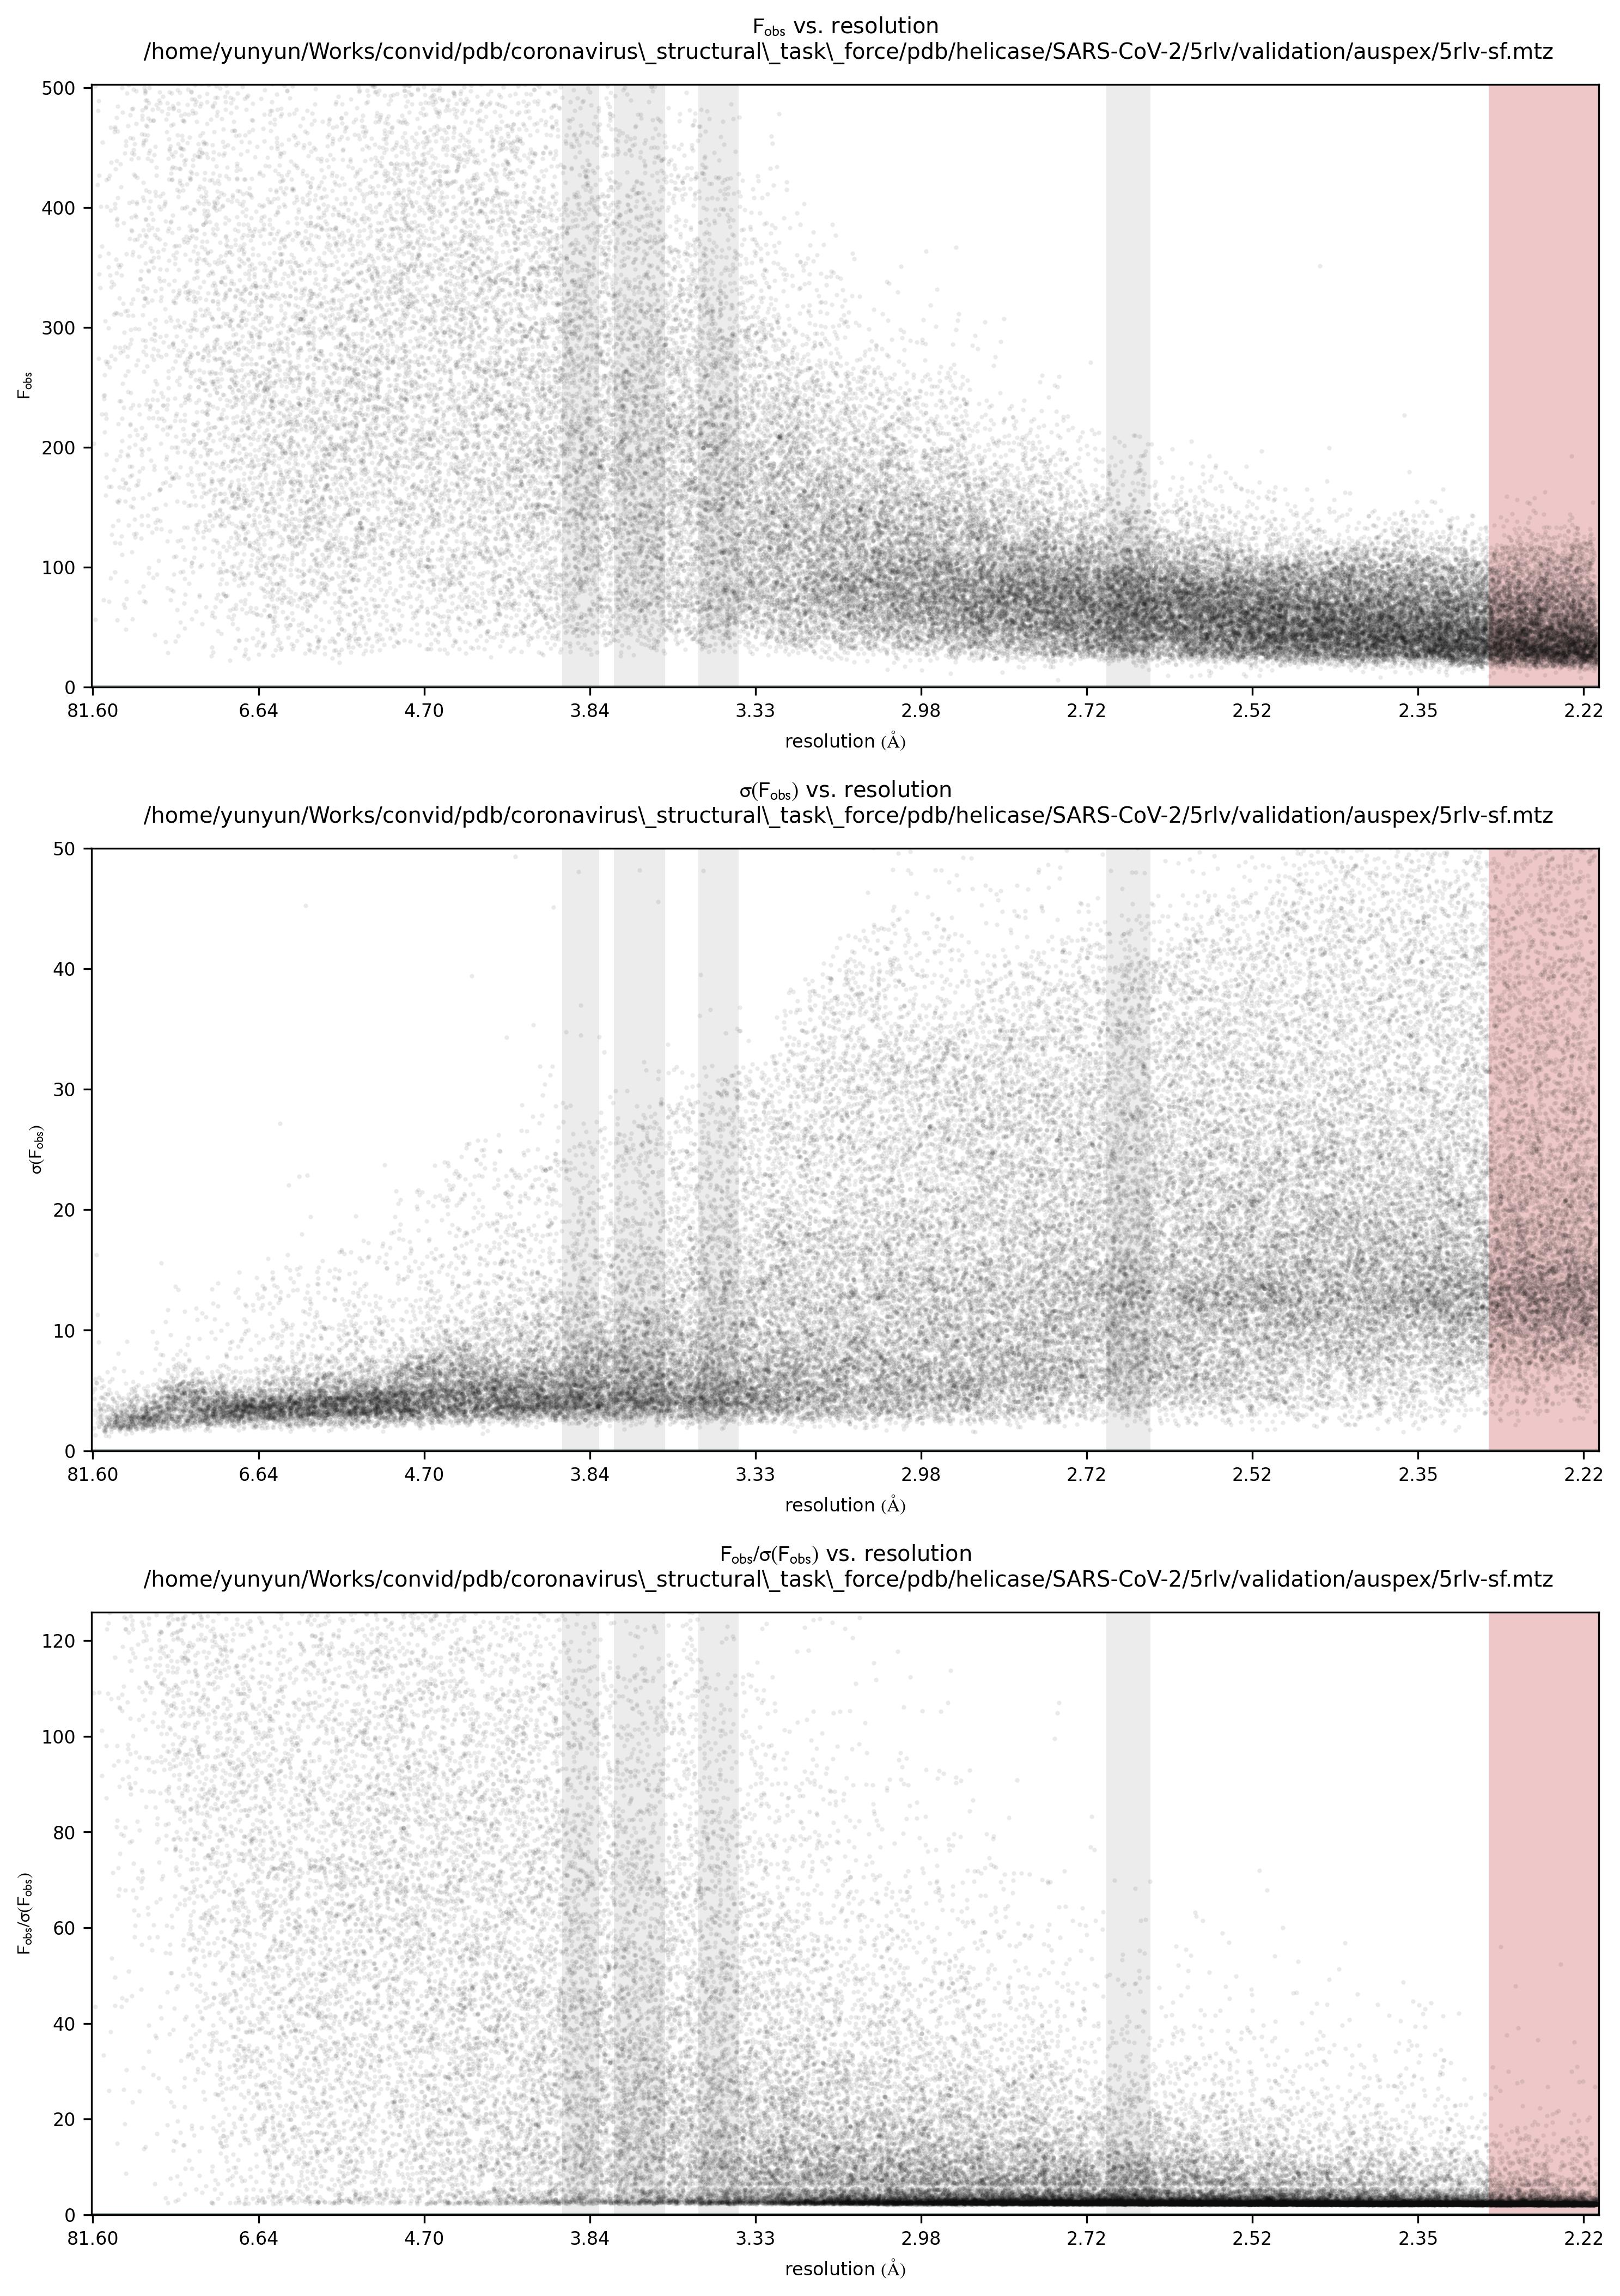 Fobs vs. resolution
/home/yunyun/Works/convid/pdb/coronavirus\_structural\_task\_force/pdb/helicase/SARS-CoV-2/5rlv/validation/auspex/5rlv-sf.mtz
500
400
300
200
100
0
Fobs
81.60 6.64 4.70 3.84 3.33 2.98 2.72 2.52 2.35 2.22
resolution (Å)
σ(Fobs) vs. resolution
/home/yunyun/Works/convid/pdb/coronavirus\_structural\_task\_force/pdb/helicase/SARS-CoV-2/5rlv/validation/auspex/5rlv-sf.mtz
50
40
30
20
10
0
σ(Fobs)
81.60 6.64 4.70 3.84 3.33 2.98 2.72 2.52 2.35 2.22
resolution (Å)
Fobs/σ(Fobs) vs. resolution
/home/yunyun/Works/convid/pdb/coronavirus\_structural\_task\_force/pdb/helicase/SARS-CoV-2/5rlv/validation/auspex/5rlv-sf.mtz
120
100
80
60
40
20
0
Fobs/σ(Fobs)
81.60 6.64 4.70 3.84 3.33 2.98 2.72 2.52 2.35 2.22
resolution (Å)